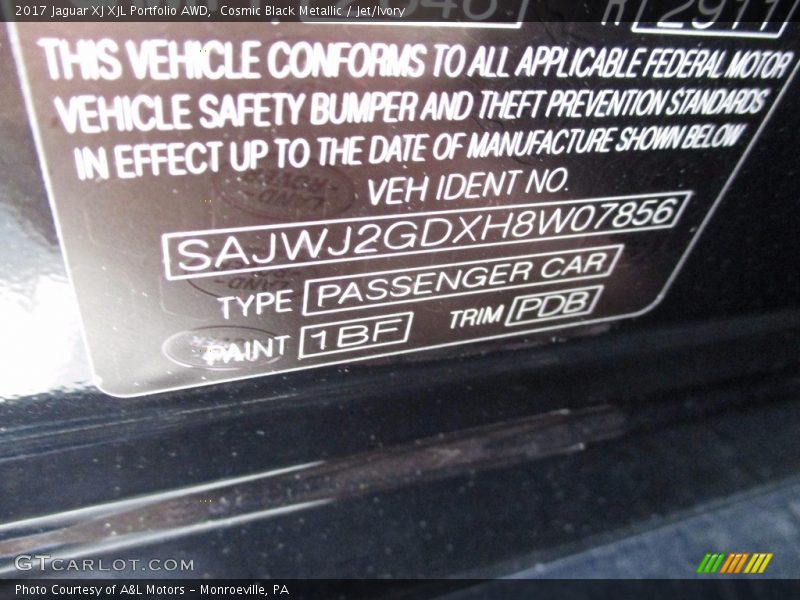 2017 Jaguar XJ XJL Portfolio AWD, Cosmic Black Metallic / Jet/Ivory
R 2911
THIS VEHICLE CONFORMS TO ALL APPLICABLE FEDERAL MOTOR
VEHICLE SAFETY BUMPER AND THEFT PREVENTION STANDARDS
IN EFFECT UP TO THE DATE OF MANUFACTURE SHOWN BELOW
VEH IDENT NO.
SAJWJ2GDXH8W07856
TYPE PASSENGER CAR
PAINT 1BF TRIM PDB
GTCARLOT.COM
Photo Courtesy of A&L Motors - Monroeville, PA